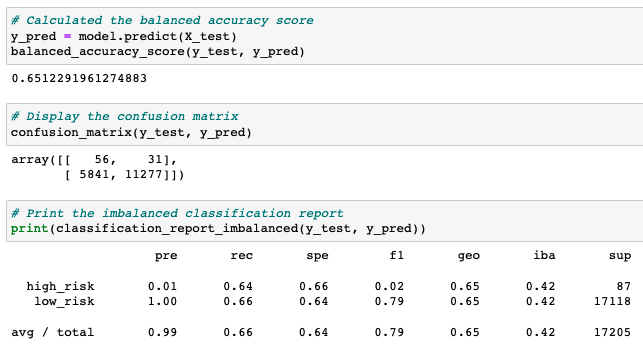 # Calculated the balanced accuracy score
y_pred = model.predict(X_test)
balanced_accuracy_score(y_test, y_pred)
0.6512291961274883
# Display the confusion matrix
confusion_matrix(y_test, y_pred)
array([[   56,    31],
       [ 5841, 11277]])
# Print the imbalanced classification report
print(classification_report_imbalanced(y_test, y_pred))
pre rec spe f1 geo iba sup
high_risk 0.01 0.64 0.66 0.02 0.65 0.42 87
low_risk 1.00 0.66 0.64 0.79 0.65 0.42 17118
avg / total 0.99 0.66 0.64 0.79 0.65 0.42 17205